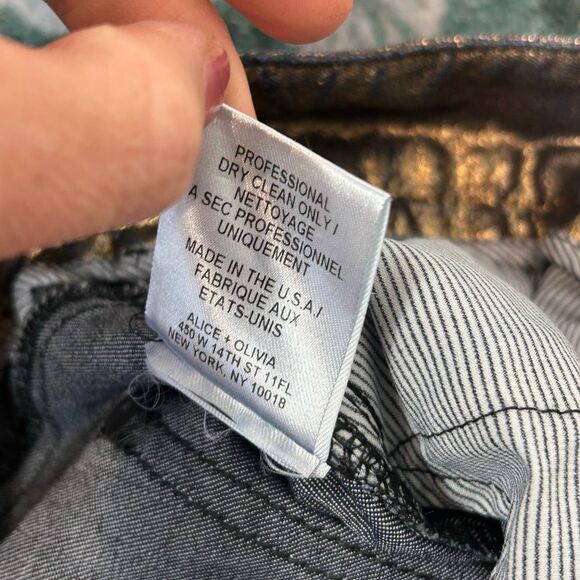 PROFESSIONAL
DRY CLEAN ONLY /
NETTOYAGE
A SEC PROFESSIONNEL
UNIQUEMENT
MADE IN THE U.S.A /
FABRIQUE AUX
ETATS-UNIS
ALICE + OLIVIA
450 W 14TH ST 11FL
NEW YORK, NY 10018